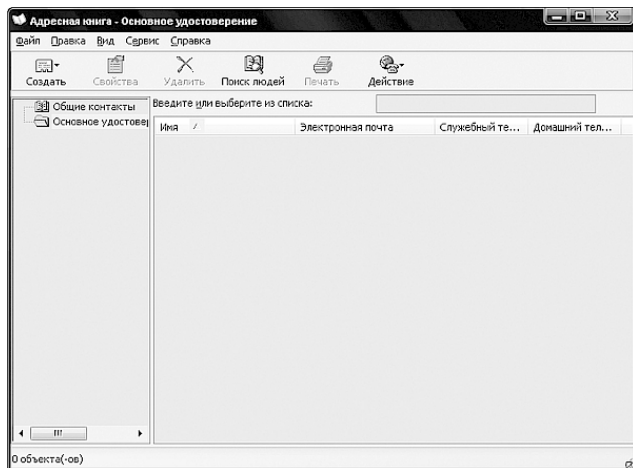 Адресная книга - Основное удостоверение
Файл Правка Вид Сервис Справка
Создать Свойства Удалить Поиск людей Печать Действие
Общие контакты
Основное удостовер
Введите или выберите из списка:
Имя Электронная почта Служебный те... Домашний тел...
0 объекта(-ов)